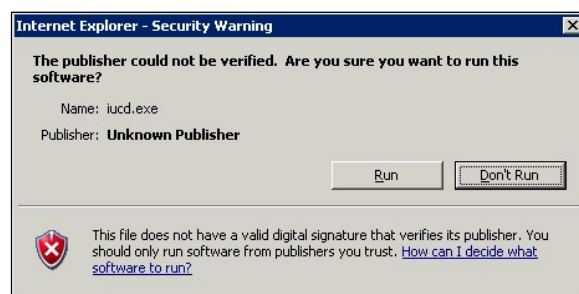 Internet Explorer - Security Warning
The publisher could not be verified.  Are you sure you want to run this
software?
Name: iucd.exe
Publisher: Unknown Publisher
Run
Don't Run
This file does not have a valid digital signature that verifies its publisher. You
should only run software from publishers you trust. How can I decide what
software to run?